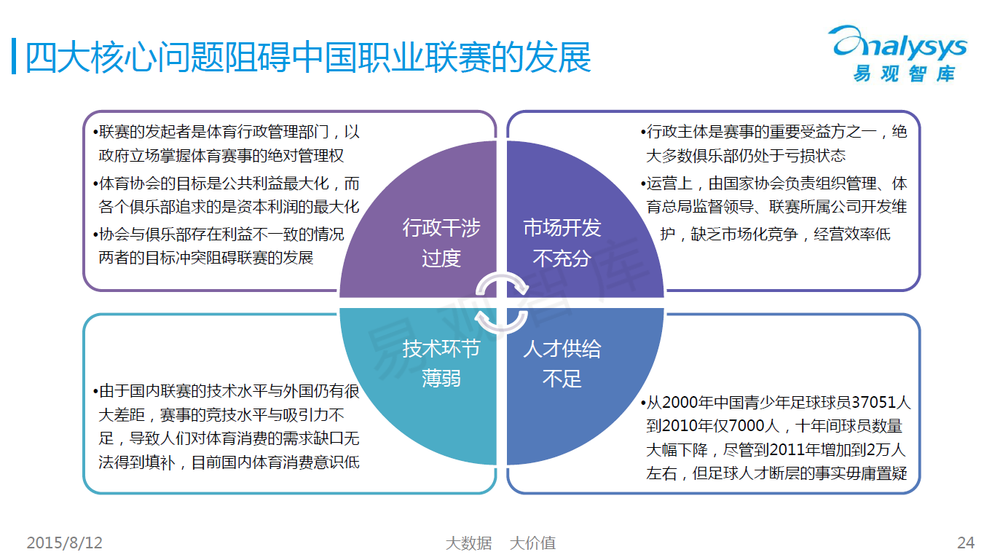 四大核心问题阻碍中国职业联赛的发展
analysys
易观智库
•联赛的发起者是体育行政管理部门，以
政府立场掌握体育赛事的绝对管理权
•体育协会的目标是公共利益最大化，而
各个俱乐部追求的是资本利润的最大化
•协会与俱乐部存在利益不一致的情况
两者的目标冲突阻碍联赛的发展
行政干涉
过度
•行政主体是赛事的重要受益方之一，绝
大多数俱乐部仍处于亏损状态
•运营上，由国家协会负责组织管理、体
育总局监督领导、联赛所属公司开发维
护，缺乏市场化竞争，经营效率低
市场开发
不充分
•由于国内联赛的技术水平与外国仍有很
大差距，赛事的竞技水平与吸引力不
足，导致人们对体育消费的需求缺口无
法得到填补，目前国内体育消费意识低
技术环节
薄弱
•从2000年中国青少年足球球员37051人
到2010年仅7000人，十年间球员数量
大幅下降，尽管到2011年增加到2万人
左右，但足球人才断层的事实毋庸置疑
人才供给
不足
易观智库
2015/8/12
大数据 大价值
24